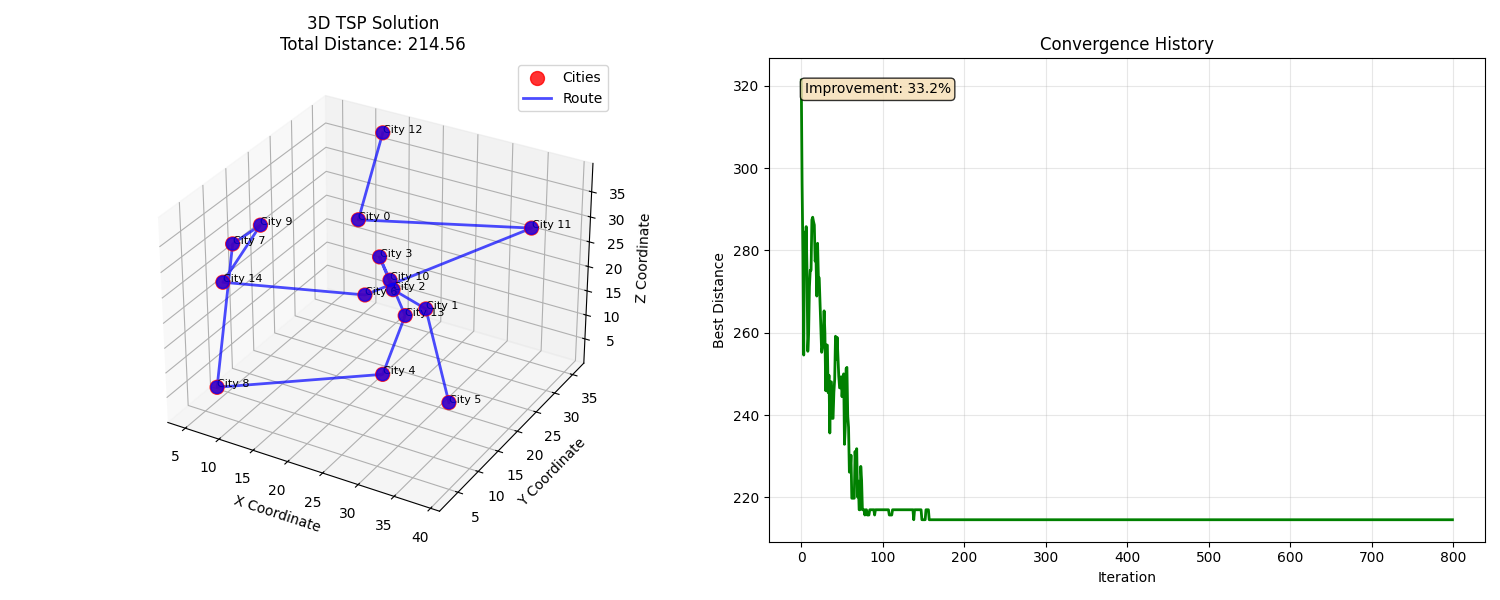 3D TSP Solution
Total Distance: 214.56
Cities
Route
City 12
City 9
City 0
City 11
City 7
City 3
City 14
City 10
City 2
City 1
City 13
City 4
City 8
City 5
35
30
25
20
15
10
5
Z Coordinate
5
10
15
20
25
30
35
40
X Coordinate
5
10
15
20
25
30
35
Y Coordinate
Convergence History
Improvement: 33.2%
320
300
280
260
240
220
Best Distance
0
100
200
300
400
500
600
700
800
Iteration